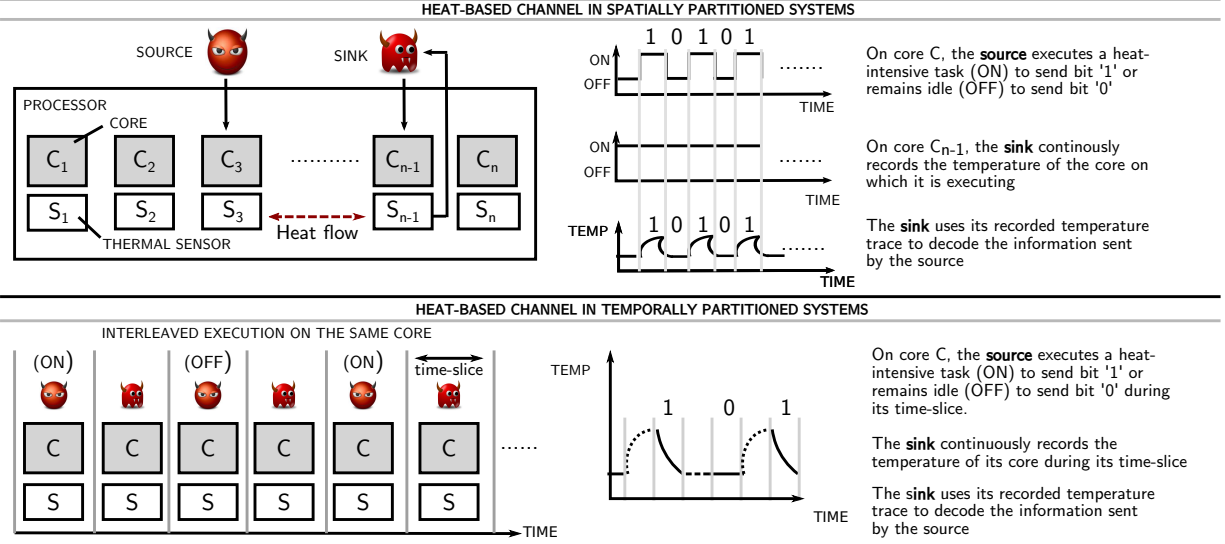 HEAT-BASED CHANNEL IN SPATIALLY PARTITIONED SYSTEMS
SOURCE
SINK
PROCESSOR
CORE
C1
C2
C3
...........
Cn-1
Cn
S1
S2
S3
Sn-1
Sn
THERMAL SENSOR
Heat flow
1 0 1 0 1
ON
OFF
.......
TIME
On core C, the source executes a heat-
intensive task (ON) to send bit '1' or
remains idle (OFF) to send bit '0'
ON
OFF
.......
TIME
On core Cn-1, the sink continously
records the temperature of the core on
which it is executing
TEMP
1 0 1 0 1
.......
TIME
The sink uses its recorded temperature
trace to decode the information sent
by the source
HEAT-BASED CHANNEL IN TEMPORALLY PARTITIONED SYSTEMS
INTERLEAVED EXECUTION ON THE SAME CORE
(ON)
(OFF)
(ON)
time-slice
C C C C C C
......
S S S S S S
TIME
TEMP
1 0 1
TIME
On core C, the source executes a heat-
intensive task (ON) to send bit '1' or
remains idle (OFF) to send bit '0' during
its time-slice.
The sink continuously records the
temperature of its core during its time-slice
The sink uses its recorded temperature
trace to decode the information sent
by the source